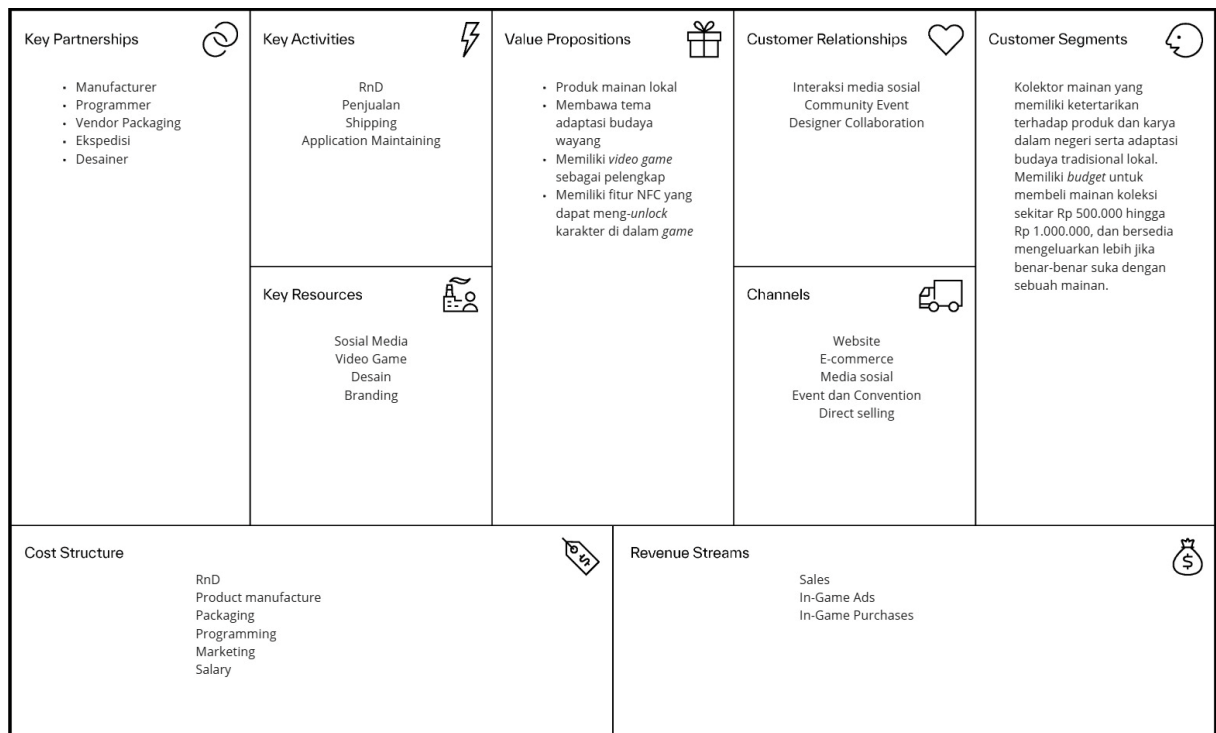 Key Partnerships
• Manufacturer
• Programmer
• Vendor Packaging
• Ekspedisi
• Desainer
Key Activities
RnD
Penjualan
Shipping
Application Maintaining
Key Resources
Sosial Media
Video Game
Desain
Branding
Value Propositions
• Produk mainan lokal
• Membawa tema
adaptasi budaya
wayang
• Memiliki video game
sebagai pelengkap
• Memiliki fitur NFC yang
dapat meng-unlock
karakter di dalam game
Customer Relationships
Interaksi media sosial
Community Event
Designer Collaboration
Channels
Website
E-commerce
Media sosial
Event dan Convention
Direct selling
Customer Segments
Kolektor mainan yang
memiliki ketertarikan
terhadap produk dan karya
dalam negeri serta adaptasi
budaya tradisional lokal.
Memiliki budget untuk
membeli mainan koleksi
sekitar Rp 500.000 hingga
Rp 1.000.000, dan bersedia
mengeluarkan lebih jika
benar-benar suka dengan
sebuah mainan.
Cost Structure
$
RnD
Product manufacture
Packaging
Programming
Marketing
Salary
Revenue Streams
$
Sales
In-Game Ads
In-Game Purchases